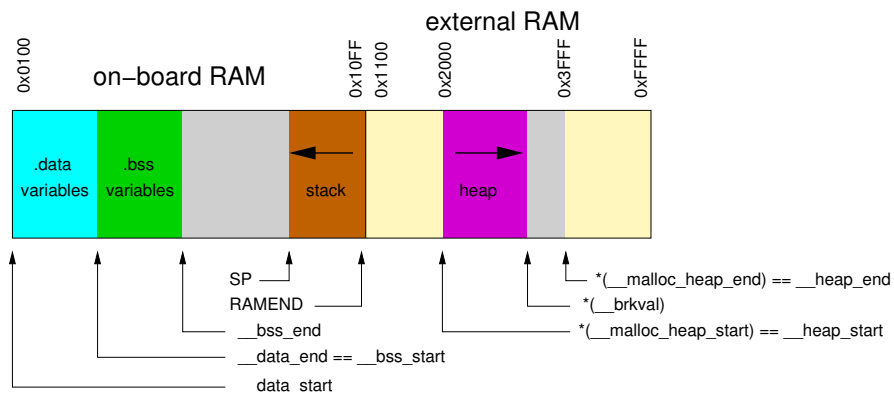 external RAM
on−board RAM
0x0100
0x10FF
0x1100
0x2000
0x3FFF
0xFFFF
.data
variables
.bss
variables
stack
heap
SP
RAMEND
__bss_end
__data_end == __bss_start
__data_start
*(__malloc_heap_end) == __heap_end
*(__brkval)
*(__malloc_heap_start) == __heap_start